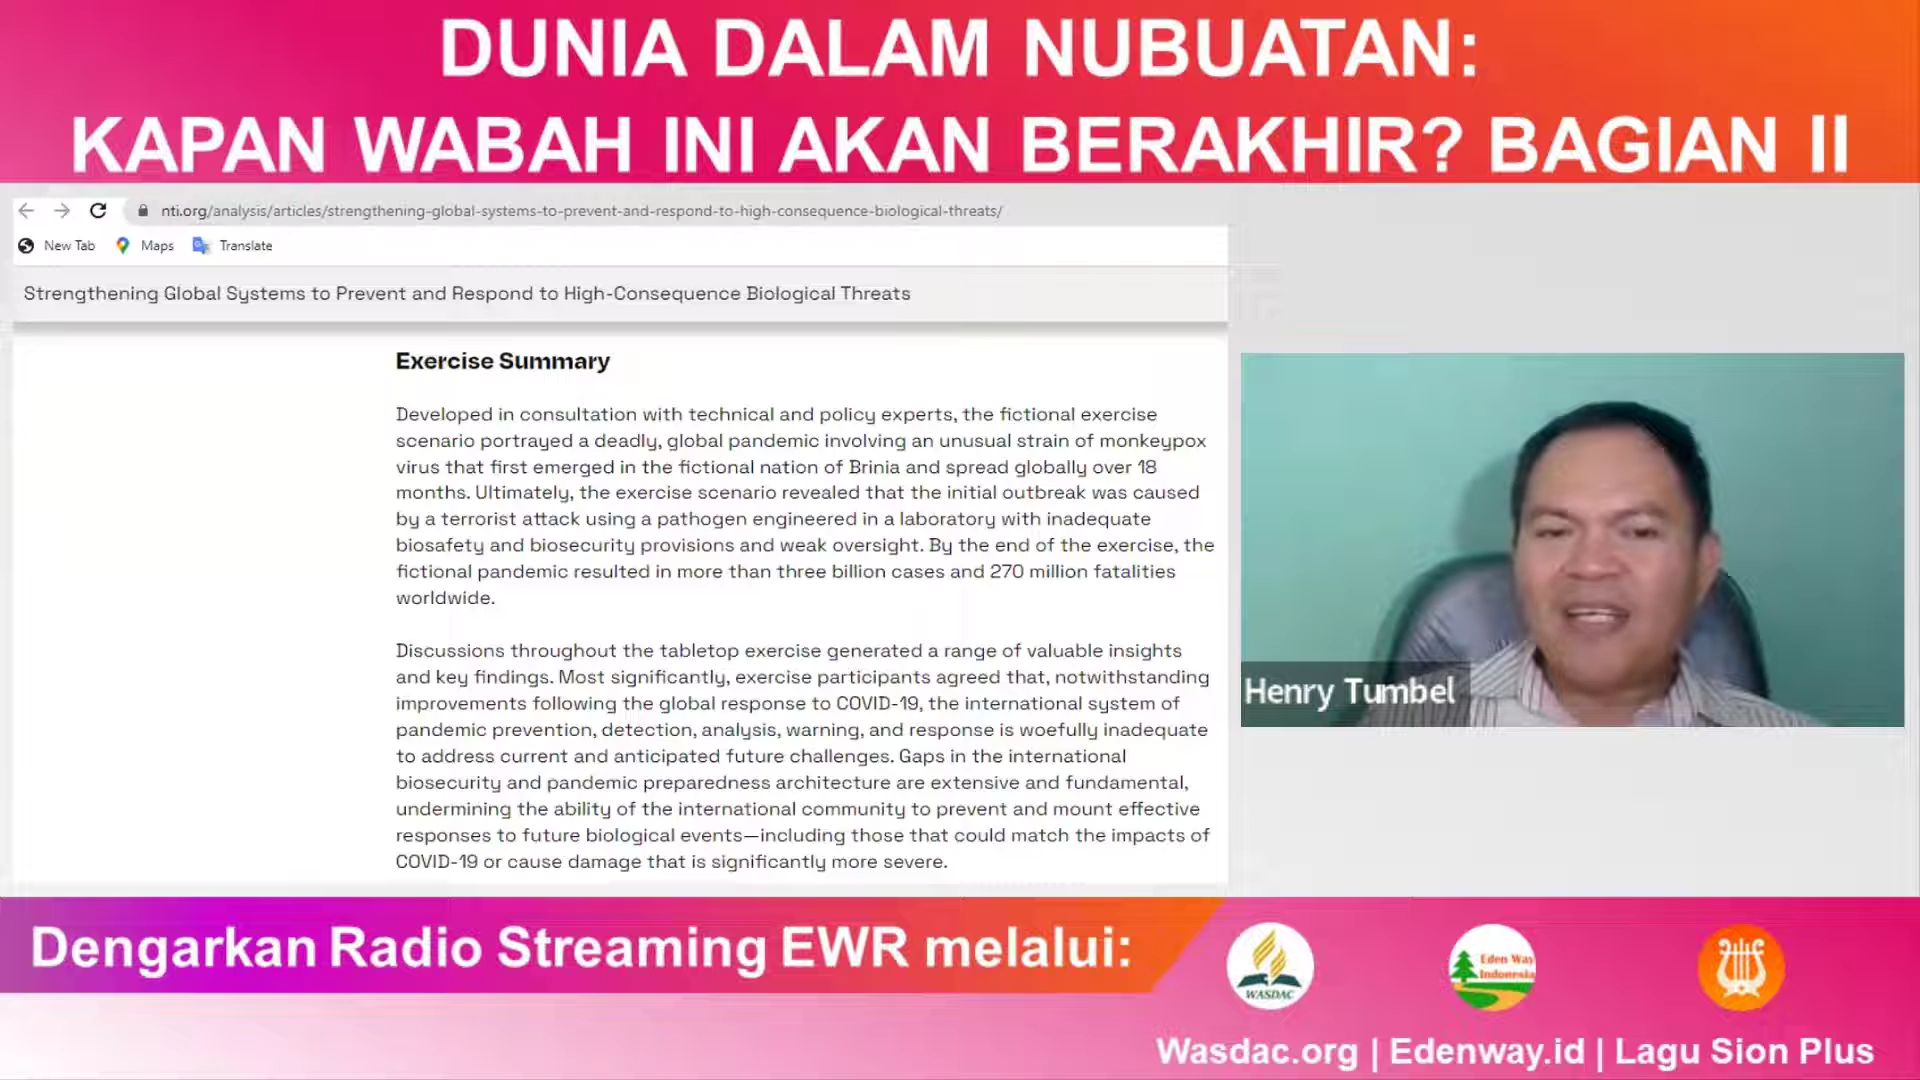 DUNIA DALAM NUBUATAN:
KAPAN WABAH INI AKAN BERAKHIR? BAGIAN II
nti.org/analysis/articles/strengthening-global-systems-to-prevent-and-respond-to-high-consequence-biological-threats/
New Tab Maps Translate
Strengthening Global Systems to Prevent and Respond to High-Consequence Biological Threats
Exercise Summary
Developed in consultation with technical and policy experts, the fictional exercise
scenario portrayed a deadly, global pandemic involving an unusual strain of monkeypox
virus that first emerged in the fictional nation of Brinia and spread globally over 18
months. Ultimately, the exercise scenario revealed that the initial outbreak was caused
by a terrorist attack using a pathogen engineered in a laboratory with inadequate
biosafety and biosecurity provisions and weak oversight. By the end of the exercise, the
fictional pandemic resulted in more than three billion cases and 270 million fatalities
worldwide.
Discussions throughout the tabletop exercise generated a range of valuable insights
and key findings. Most significantly, exercise participants agreed that, notwithstanding
improvements following the global response to COVID-19, the international system of
pandemic prevention, detection, analysis, warning, and response is woefully inadequate
to address current and anticipated future challenges. Gaps in the international
biosecurity and pandemic preparedness architecture are extensive and fundamental,
undermining the ability of the international community to prevent and mount effective
responses to future biological events—including those that could match the impacts of
COVID-19 or cause damage that is significantly more severe.
Henry Tumbel
Dengarkan Radio Streaming EWR melalui:
WASDAC
Eden Way
Indonesia
Wasdac.org | Edenway.id | Lagu Sion Plus